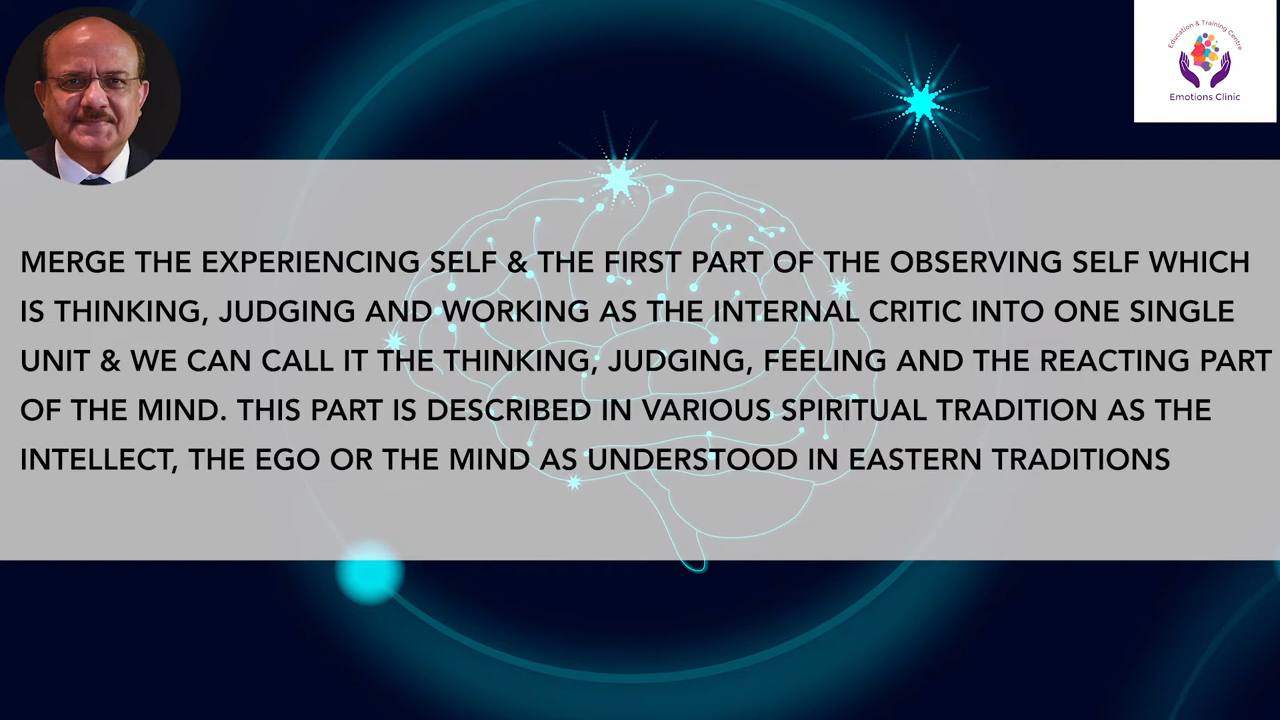 Education & Training Centre
Emotions Clinic
MERGE THE EXPERIENCING SELF & THE FIRST PART OF THE OBSERVING SELF WHICH
IS THINKING, JUDGING AND WORKING AS THE INTERNAL CRITIC INTO ONE SINGLE
UNIT & WE CAN CALL IT THE THINKING, JUDGING, FEELING AND THE REACTING PART
OF THE MIND. THIS PART IS DESCRIBED IN VARIOUS SPIRITUAL TRADITION AS THE
INTELLECT, THE EGO OR THE MIND AS UNDERSTOOD IN EASTERN TRADITIONS